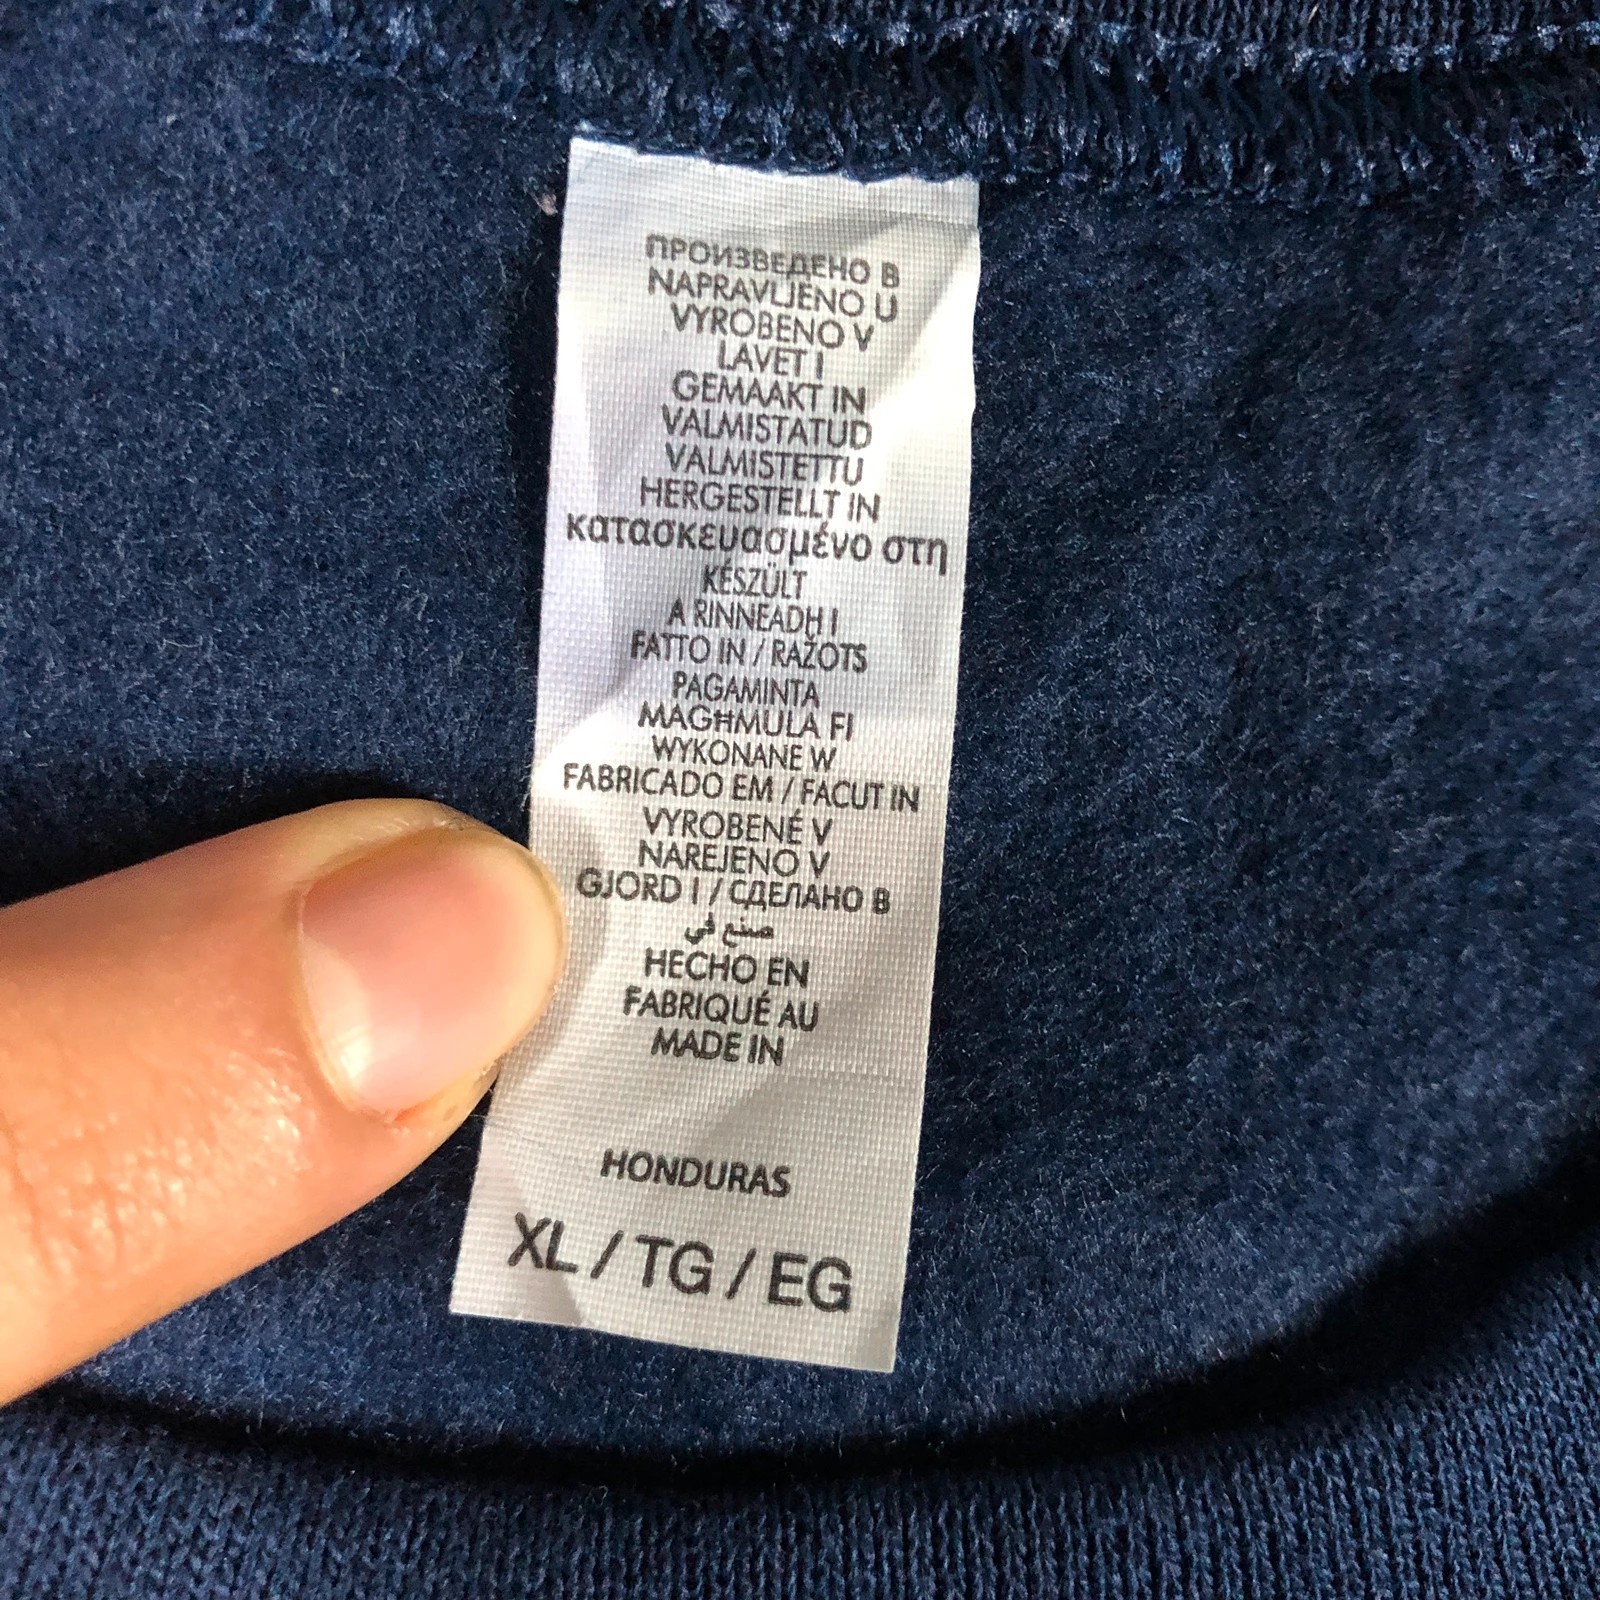 ПРОИЗВЕДЕНО В
NAPRAVLJENO U
VYROBENO V
LAVET I
GEMAAKT IN
VALMISTATUD
VALMISTETTU
HERGESTELLT IN
κατασκευασμένο στη
KÉSZÜLT
A RINNEADH I
FATTO IN / RAŽOTS
PAGAMINTA
MAGĦMULA FI
WYKONANE W
FABRICADO EM / FACUT IN
VYROBENÉ V
NAREJENO V
GJORD I / СДЕЛАНО В
صنع في
HECHO EN
FABRIQUÉ AU
MADE IN
HONDURAS
XL / TG / EG